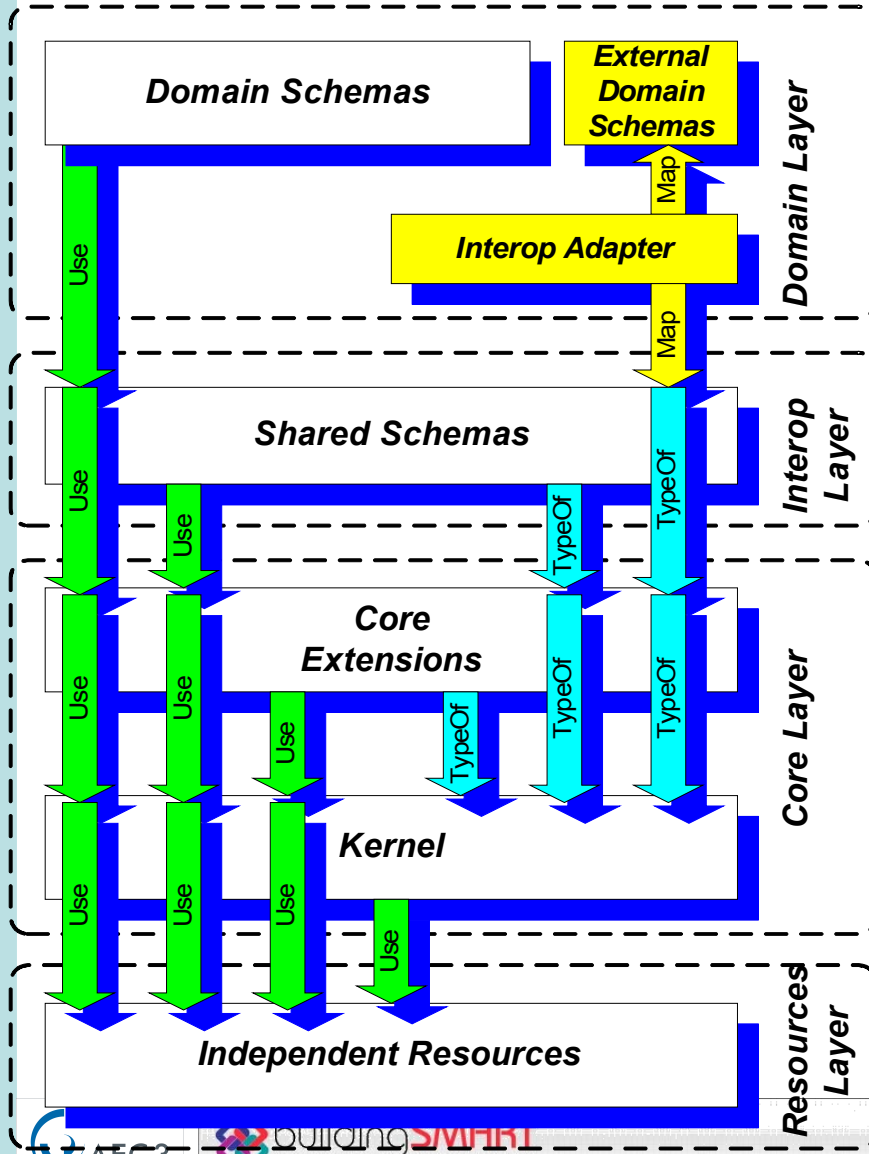 Domain Schemas
External
Domain
Schemas
Domain Layer
Map
Use
Interop Adapter
Map
Shared Schemas
Interop
Layer
Use
TypeOf
Use
TypeOf
Core
Extensions
Core Layer
Use
Use
TypeOf
TypeOf
Use
TypeOf
Kernel
Use
Use
Use
Use
Independent Resources
Resources
Layer
AEC3
buildingSMART